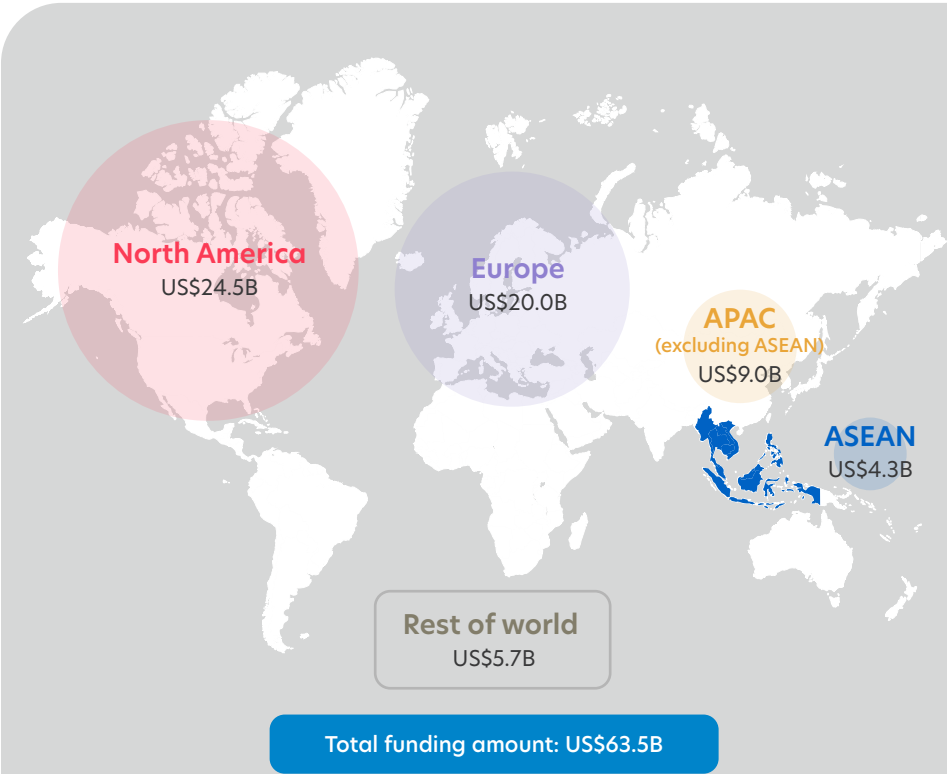 North America
US$24.5B
Europe
US$20.0B
APAC
(excluding ASEAN)
US$9.0B
ASEAN
US$4.3B
Rest of world
US$5.7B
Total funding amount: US$63.5B